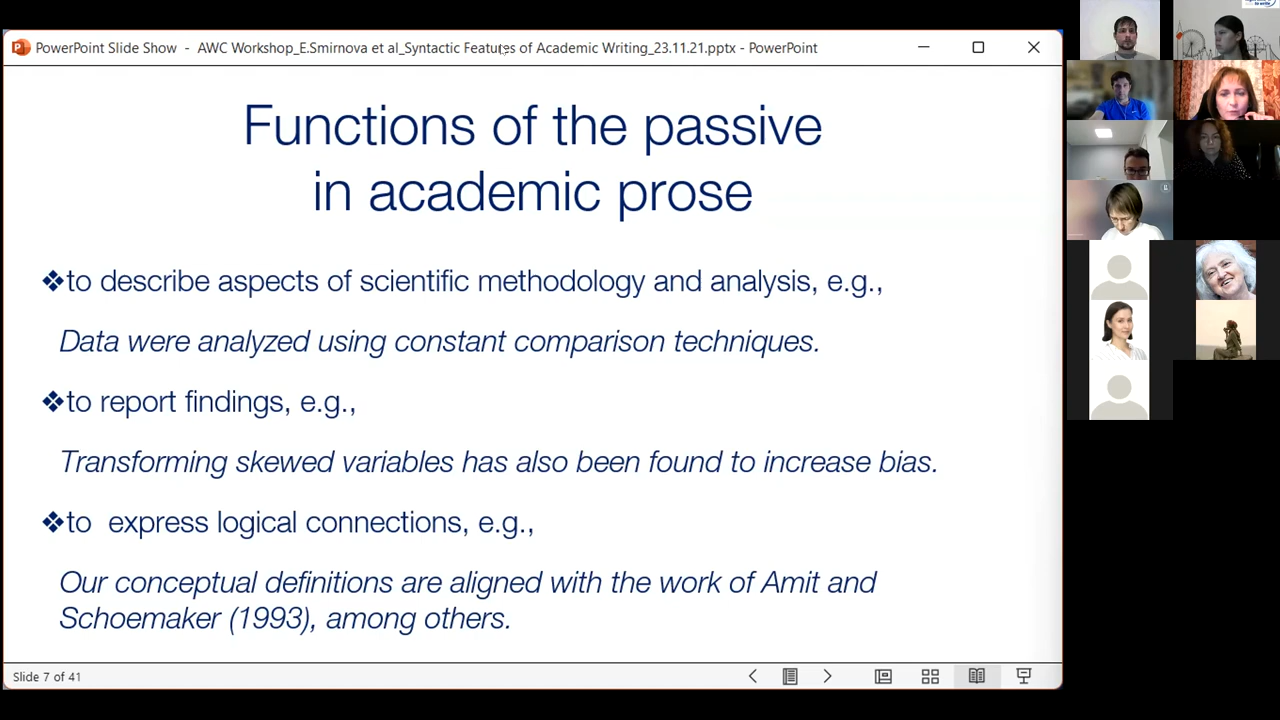 PowerPoint Slide Show - AWC Workshop_E.Smirnova et al_Syntactic Features of Academic Writing_23.11.21.pptx - PowerPoint
Functions of the passive
in academic prose
❖to describe aspects of scientific methodology and analysis, e.g.,
Data were analyzed using constant comparison techniques.
❖to report findings, e.g.,
Transforming skewed variables has also been found to increase bias.
❖to express logical connections, e.g.,
Our conceptual definitions are aligned with the work of Amit and
Schoemaker (1993), among others.
Slide 7 of 41